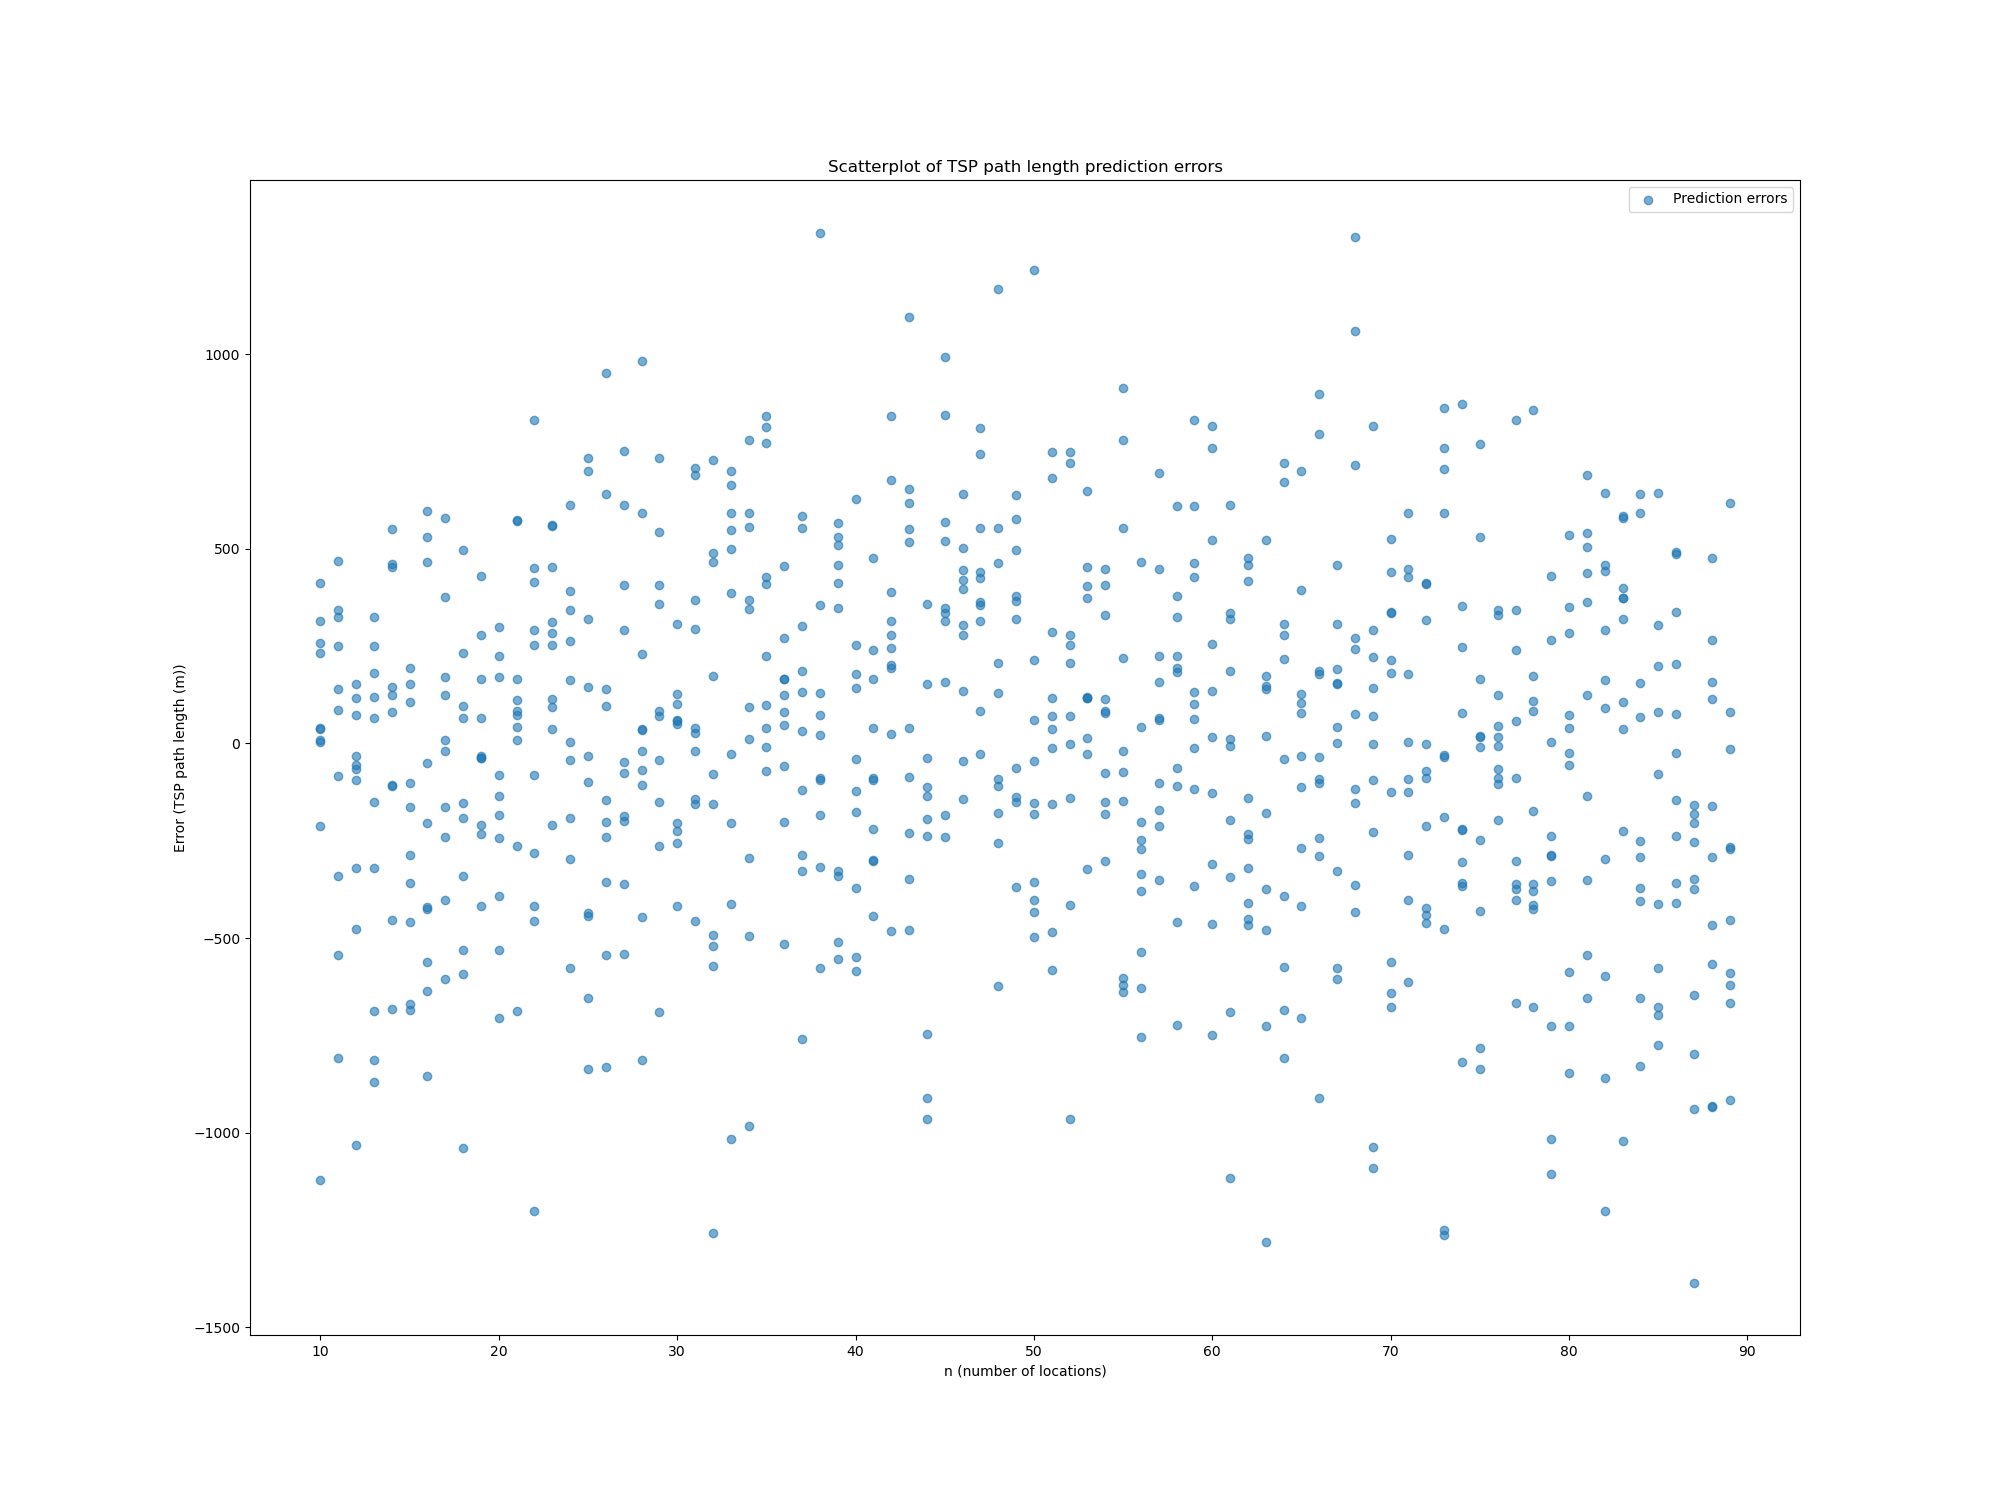 Scatterplot of TSP path length prediction errors
Prediction errors
1000
500
0
−500
−1000
−1500
Error (TSP path length (m))
10 20 30 40 50 60 70 80 90
n (number of locations)